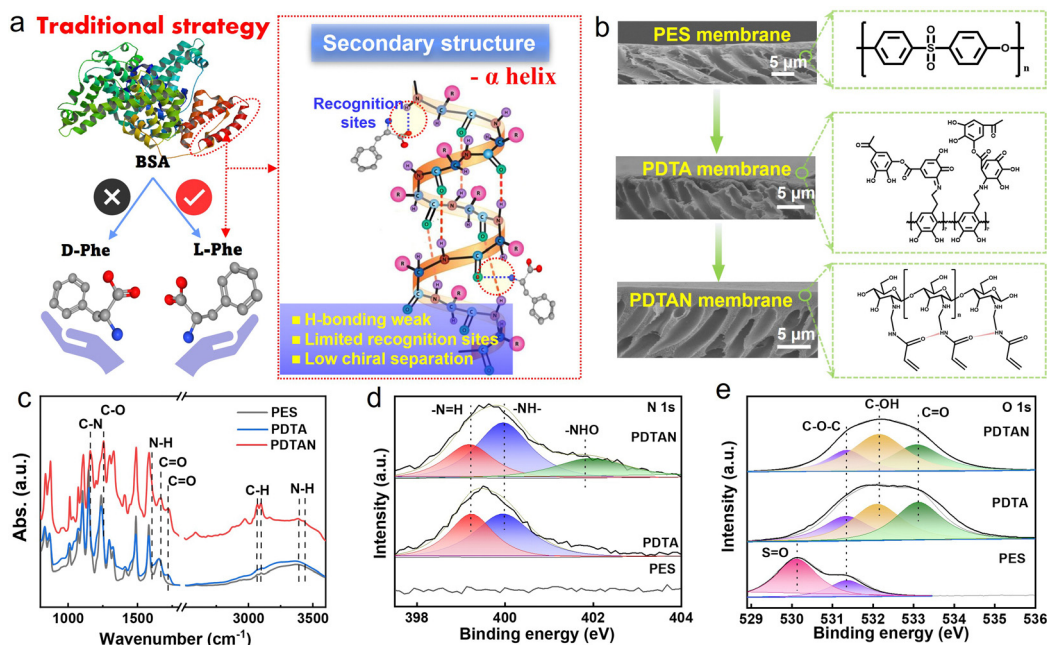 a
Traditional strategy
BSA
D-Phe
L-Phe
Secondary structure
- α helix
Recognition
sites
■ H-bonding weak
■ Limited recognition sites
■ Low chiral separation
b
PES membrane
5 μm
PDTA membrane
5 μm
PDTAN membrane
5 μm
c
C-O
C-N
N-H
C=O
C=O
C-H
N-H
PES
PDTA
PDTAN
Abs. (a.u.)
1000
1500
2500
3000
3500
Wavenumber (cm⁻¹)
d
N 1s
-N=H
-NH-
-NHO
PDTAN
PDTA
PES
Intensity (a.u.)
398
400
402
404
Binding energy (eV)
e
O 1s
C-O-C
C-OH
C=O
PDTAN
PDTA
S=O
PES
Intensity (a.u.)
529
530
531
532
533
534
535
536
Binding energy (eV)